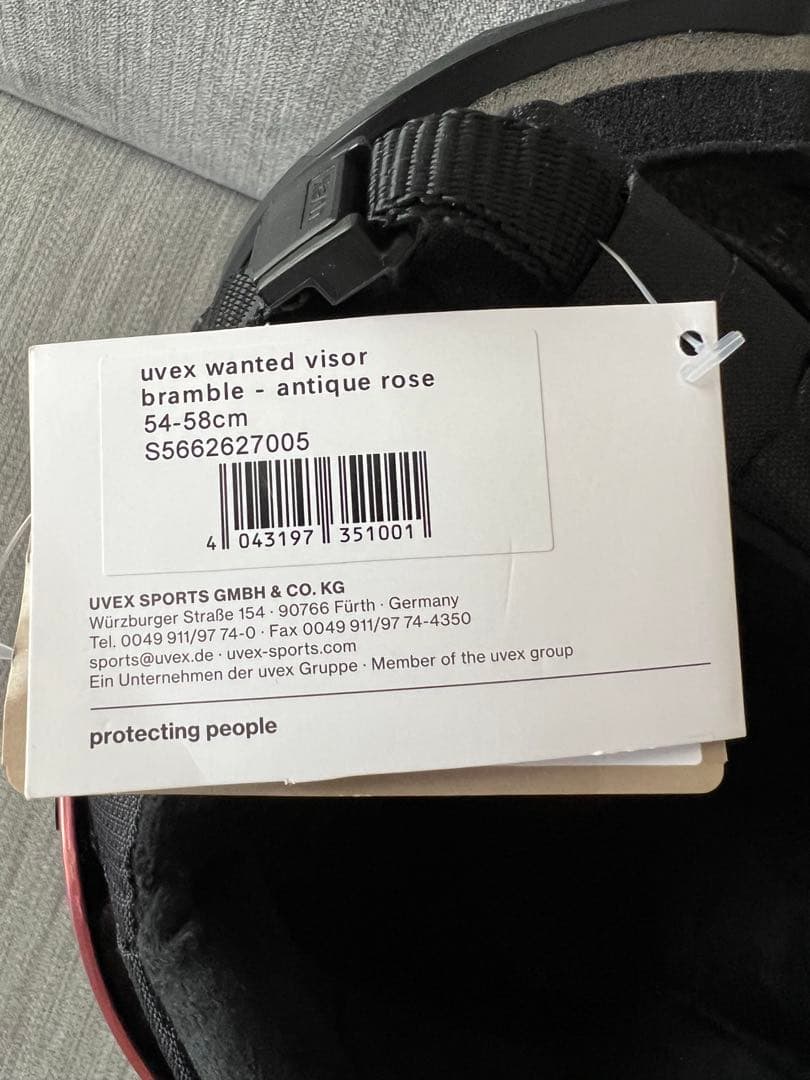 uvex wanted visor
bramble - antique rose
54-58cm
S5662627005
4 043197 351001
UVEX SPORTS GMBH & CO. KG
Würzburger Straße 154 · 90766 Fürth · Germany
Tel. 0049 911/97 74-0 · Fax 0049 911/97 74-4350
sports@uvex.de · uvex-sports.com
Ein Unternehmen der uvex Gruppe · Member of the uvex group
protecting people